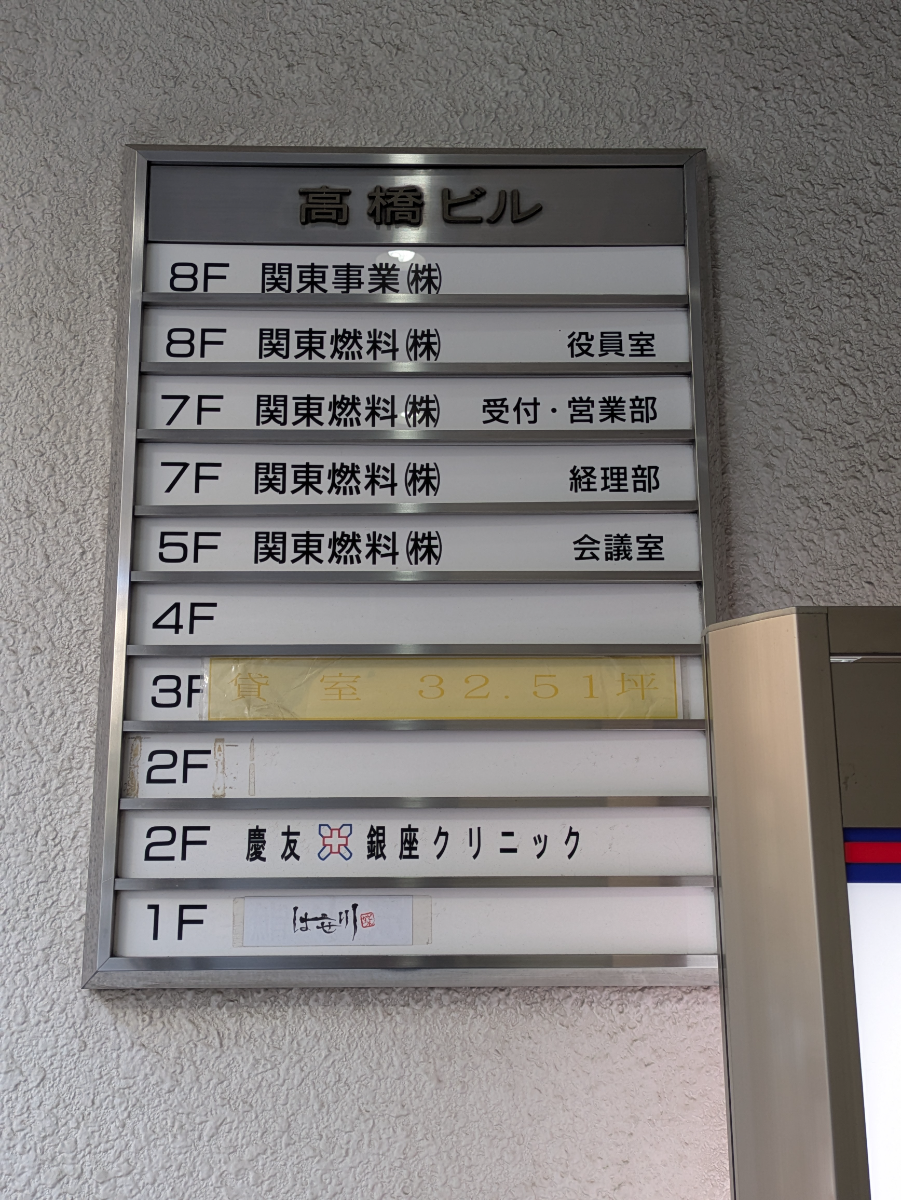 高橋ビル
8F 関東事業㈱
8F 関東燃料㈱ 役員室
7F 関東燃料㈱ 受付・営業部
7F 関東燃料㈱ 経理部
5F 関東燃料㈱ 会議室
4F
3F 貸室 32.51坪
2F
2F 慶友銀座クリニック
1F はせ川